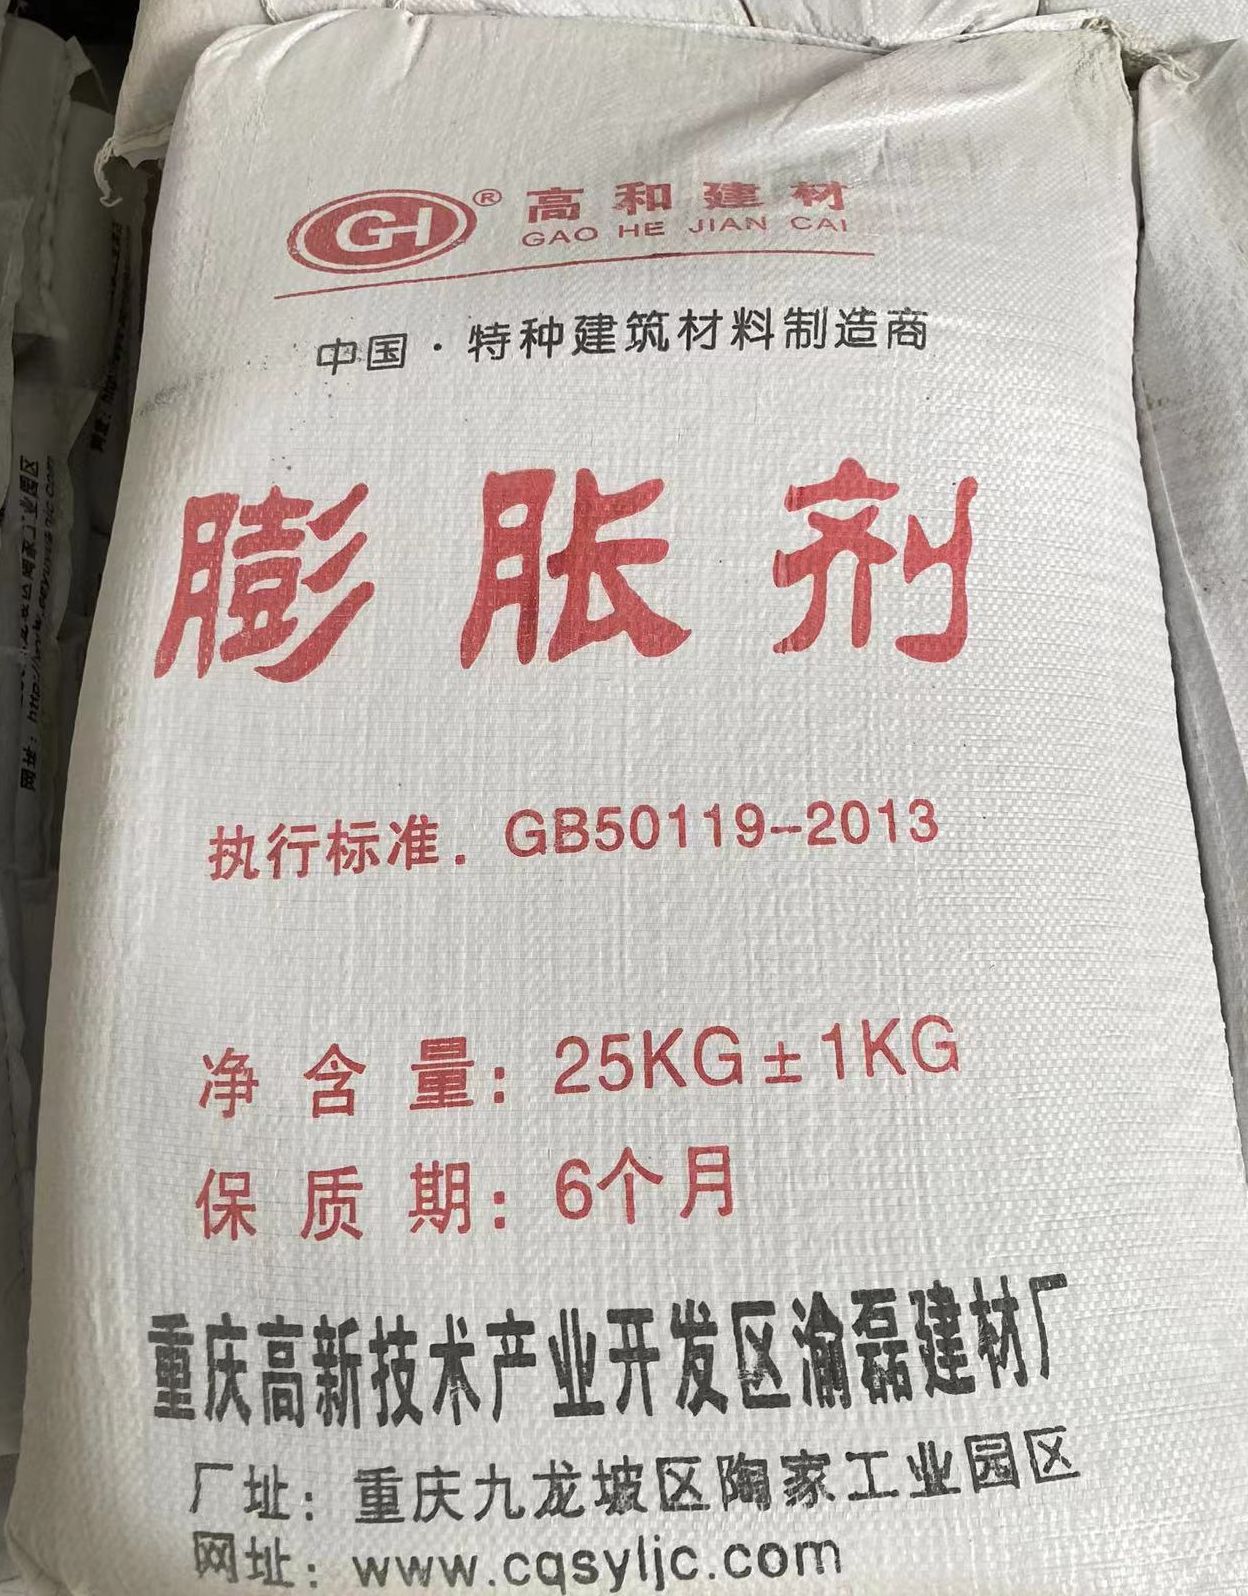 GH® 高和建材
GAO HE JIAN CAI
中国·特种建筑材料制造商
膨胀剂
执行标准. GB50119-2013
净含量: 25KG±1KG
保质期: 6个月
重庆高新技术产业开发区渝磊建材厂
厂址: 重庆九龙坡区陶家工业园区
网址: www.cqsyljc.com